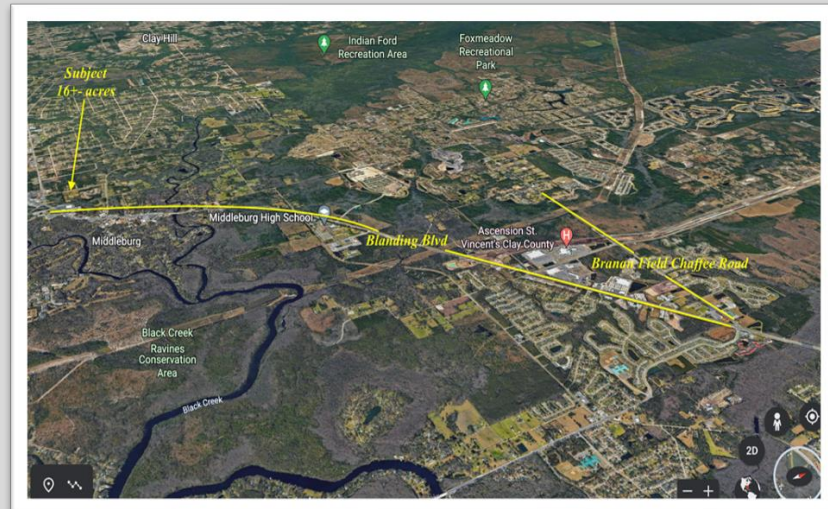 Clay Hill
Indian Ford
Recreation Area
Foxmeadow
Recreational
Park
Subject
16+- acres
Middleburg High School
Middleburg
Blanding Blvd
Ascension St.
Vincent's Clay County
H
Branan Field Chaffee Road
Black Creek
Ravines
Conservation
Area
Black Creek
2D